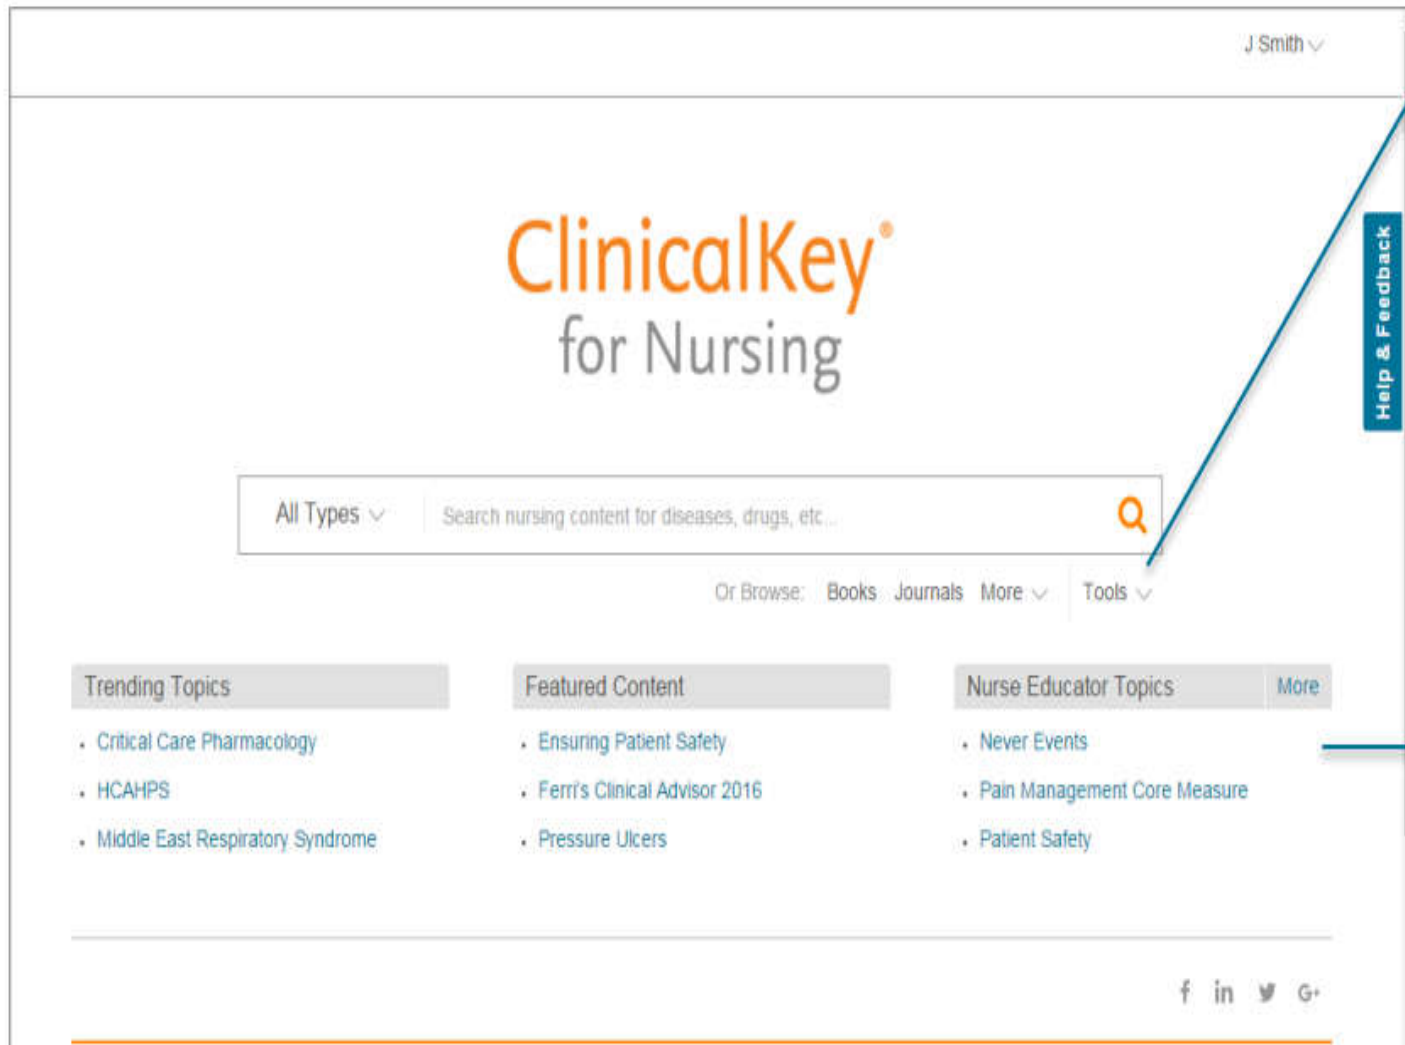 J Smith
ClinicalKey®
for Nursing
Help & Feedback
All Types Search nursing content for diseases, drugs, etc...
Or Browse: Books Journals More Tools
Trending Topics
• Critical Care Pharmacology
• HCAHPS
• Middle East Respiratory Syndrome
Featured Content
• Ensuring Patient Safety
• Ferri's Clinical Advisor 2016
• Pressure Ulcers
Nurse Educator Topics More
• Never Events
• Pain Management Core Measure
• Patient Safety
f in G+